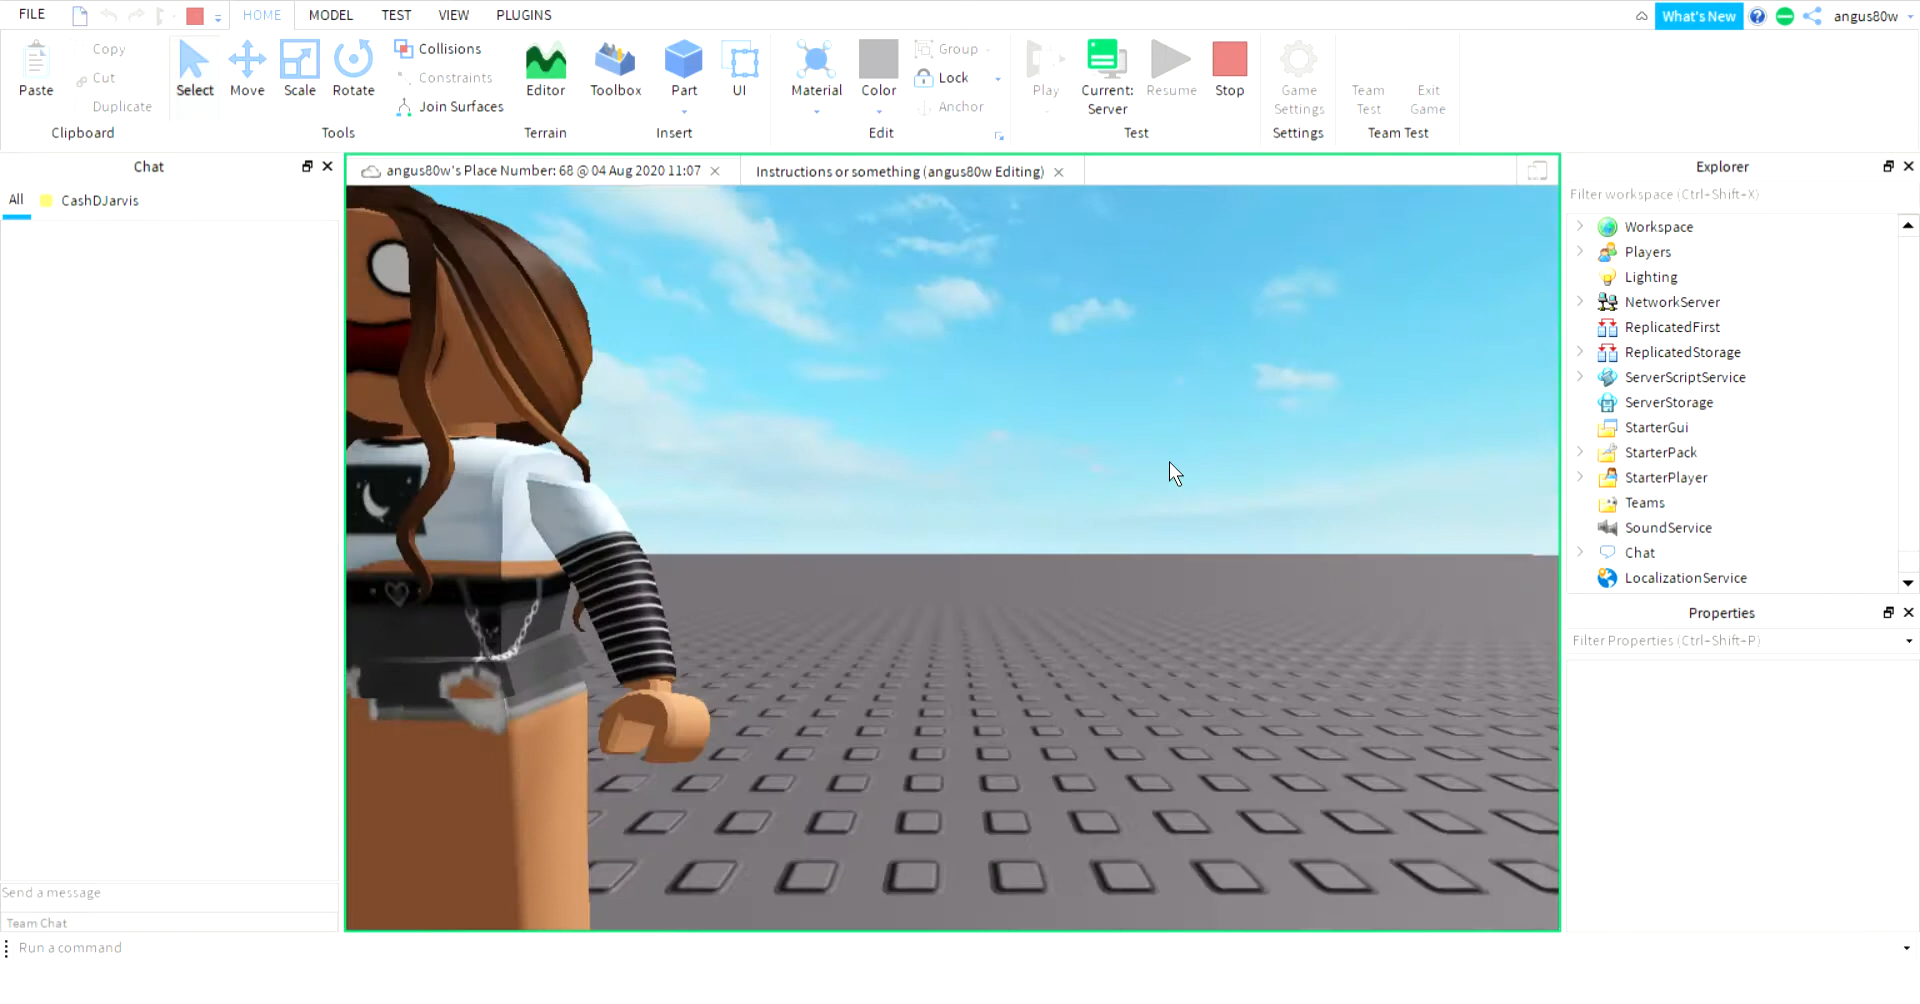 FILE HOME MODEL TEST VIEW PLUGINS What's New angus80w
Paste Copy Cut Duplicate
Clipboard
Select Move Scale Rotate Collisions Constraints Join Surfaces
Tools
Editor
Terrain
Toolbox Part UI
Insert
Material Color Group Lock Anchor
Edit
Play Current: Server Resume Stop
Test
Game Settings
Settings
Team Test Exit Game
Team Test
Chat
All CashDJarvis
Send a message
Team Chat
Run a command
angus80w's Place Number: 68 @ 04 Aug 2020 11:07
Instructions or something (angus80w Editing)
Explorer
Filter workspace (Ctrl+Shift+X)
Workspace
Players
Lighting
NetworkServer
ReplicatedFirst
ReplicatedStorage
ServerScriptService
ServerStorage
StarterGui
StarterPack
StarterPlayer
Teams
SoundService
Chat
LocalizationService
Properties
Filter Properties (Ctrl+Shift+P)